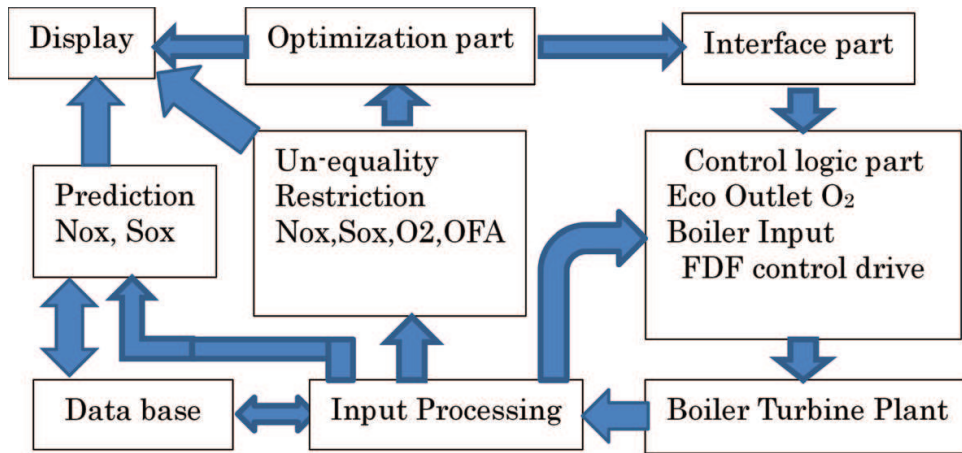 Display
Optimization part
Interface part
Prediction
Nox, Sox
Un-equality
Restriction
Nox,Sox,O2,OFA
Control logic part
Eco Outlet O₂
Boiler Input
FDF control drive
Data base
Input Processing
Boiler Turbine Plant